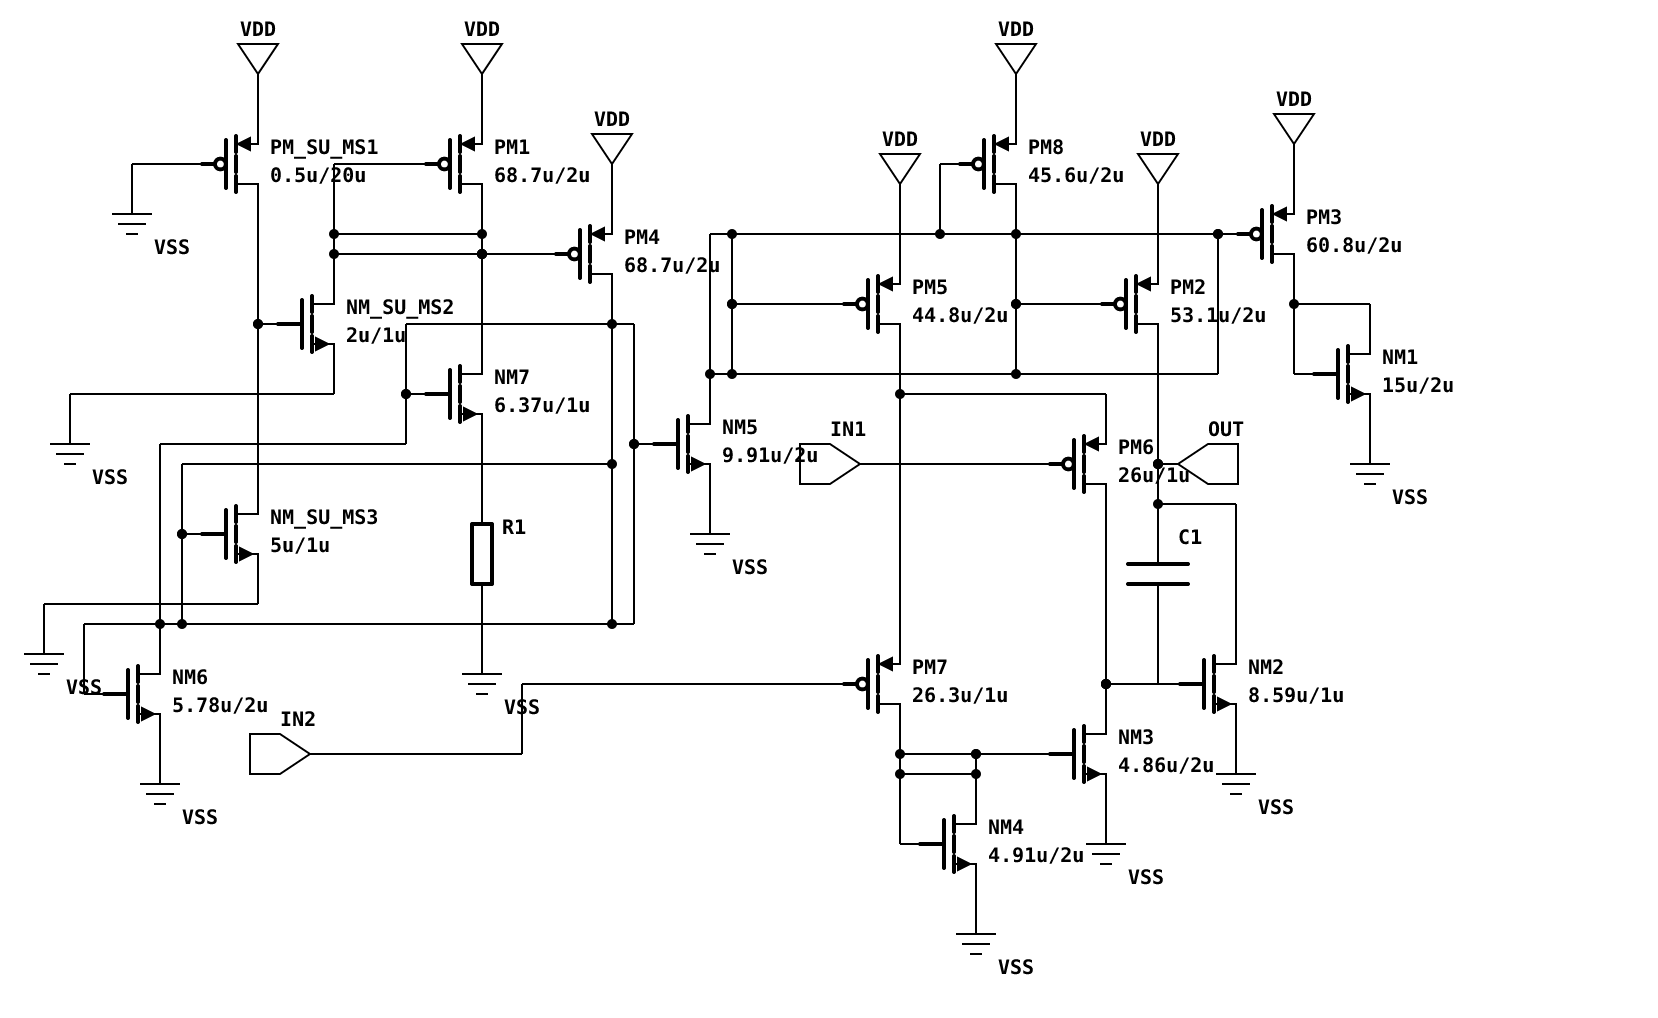 VDD
VDD
VDD
VDD
VDD
VDD
VDD
PM_SU_MS1
0.5u/20u
PM1
68.7u/2u
PM8
45.6u/2u
VSS
PM4
68.7u/2u
PM3
60.8u/2u
NM_SU_MS2
2u/1u
PM5
44.8u/2u
PM2
53.1u/2u
NM7
6.37u/1u
NM1
15u/2u
VSS
NM5
9.91u/2u
IN1
PM6
26u/1u
OUT
VSS
NM_SU_MS3
5u/1u
R1
C1
VSS
VSS
NM6
5.78u/2u
IN2
VSS
PM7
26.3u/1u
NM2
8.59u/1u
NM3
4.86u/2u
VSS
VSS
NM4
4.91u/2u
VSS
VSS